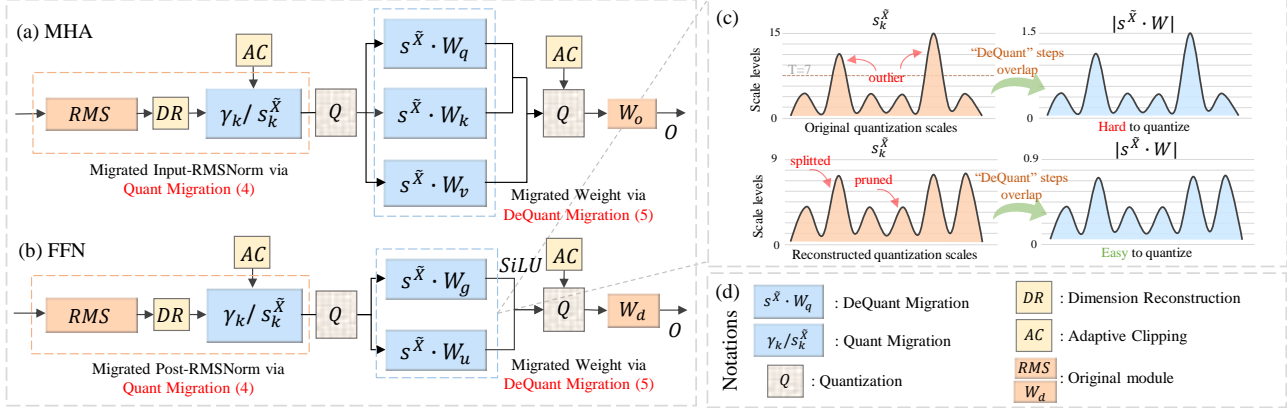 (a) MHA
AC
RMS
DR
γ_k/ s_k^X̃
Q
s^X̃ · W_q
s^X̃ · W_k
s^X̃ · W_v
AC
Q
W_o
O
Migrated Input-RMSNorm via
Quant Migration (4)
Migrated Weight via
DeQuant Migration (5)
(b) FFN
AC
RMS
DR
γ_k/ s_k^X̃
Q
s^X̃ · W_g
s^X̃ · W_u
SiLU
AC
Q
W_d
O
Migrated Post-RMSNorm via
Quant Migration (4)
Migrated Weight via
DeQuant Migration (5)
(c)
s_k^X̃
15
0
Scale levels
T=7
outlier
Original quantization scales
"DeQuant" steps
overlap
|s^X̃ · W|
1.5
0
Scale levels
Hard to quantize
s_k^X̃
9
0
Scale levels
splitted
pruned
Reconstructed quantization scales
"DeQuant" steps
overlap
|s^X̃ · W|
0.9
0
Scale levels
Easy to quantize
(d)
Notations
s^X̃ · W_q : DeQuant Migration
γ_k/s_k^X̃ : Quant Migration
Q : Quantization
DR : Dimension Reconstruction
AC : Adaptive Clipping
RMS
W_d
: Original module